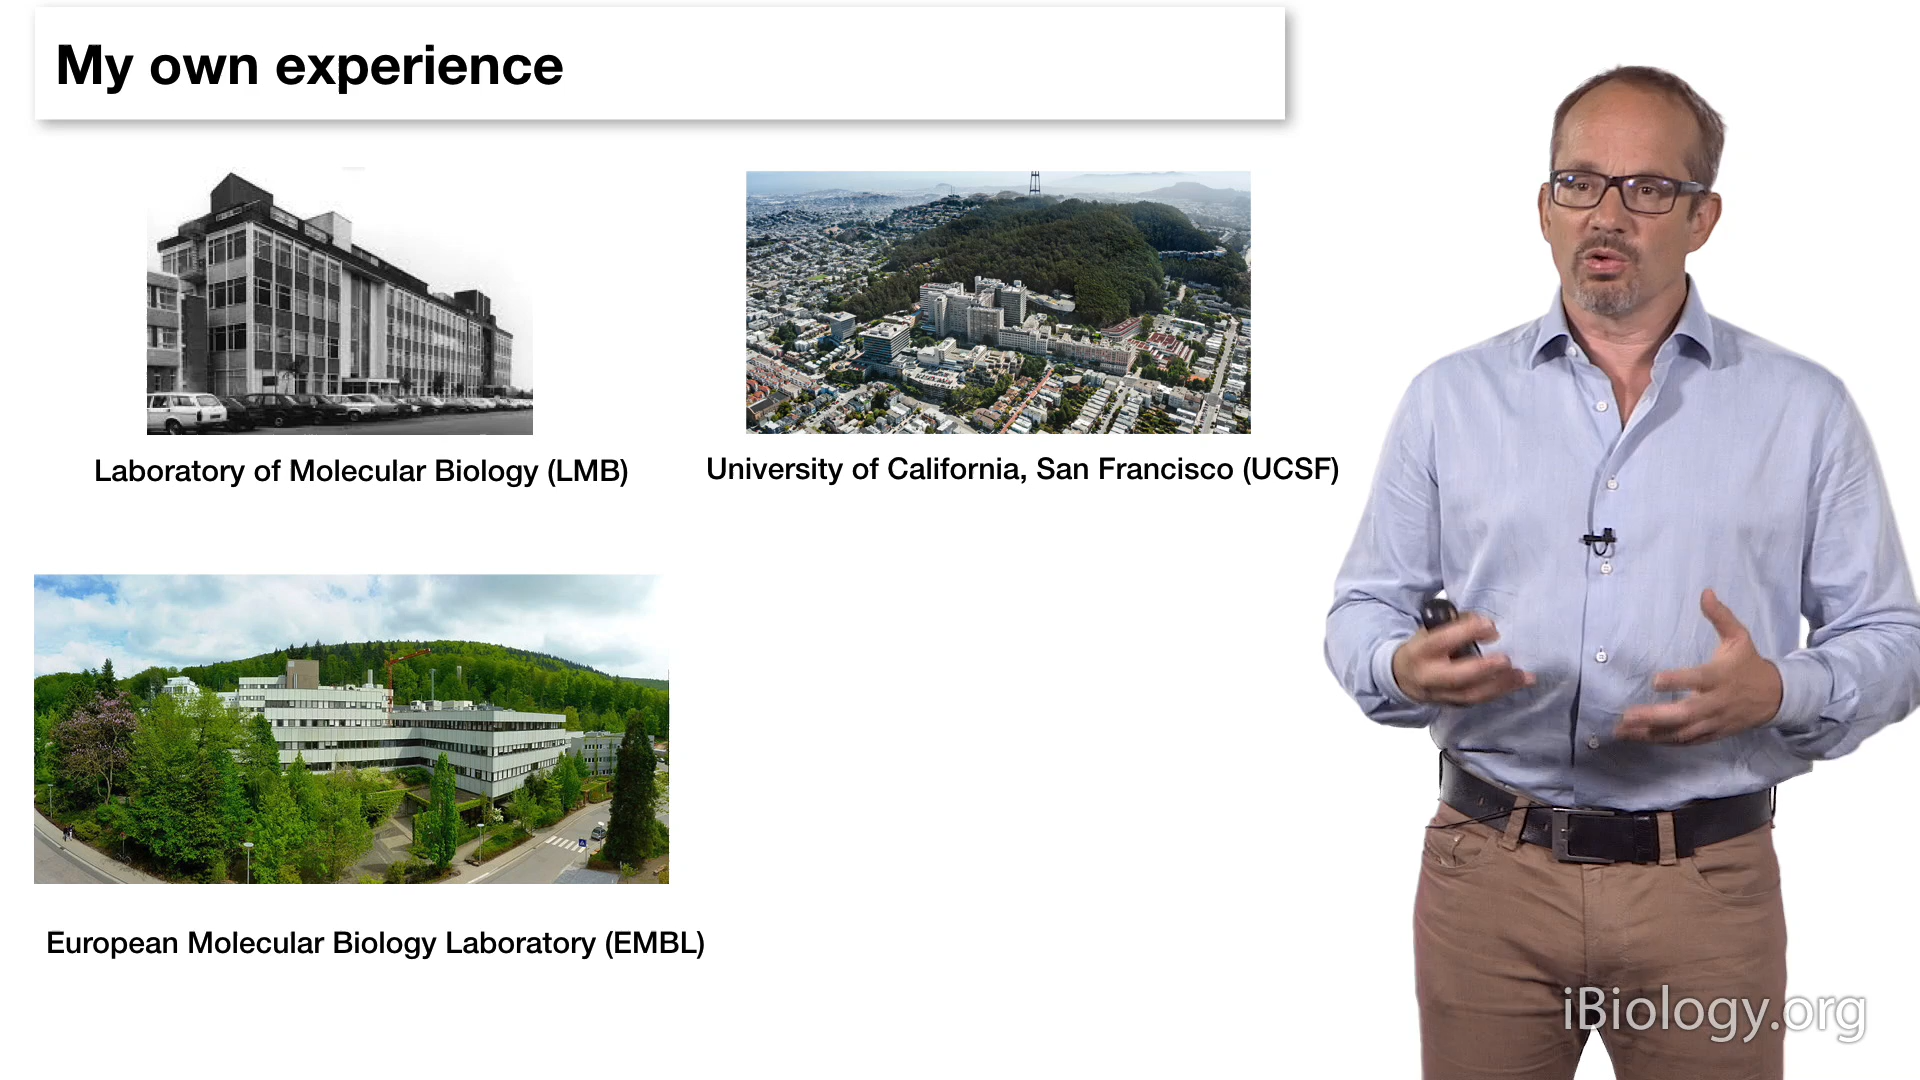 My own experience
Laboratory of Molecular Biology (LMB)
University of California, San Francisco (UCSF)
European Molecular Biology Laboratory (EMBL)
iBiology.org